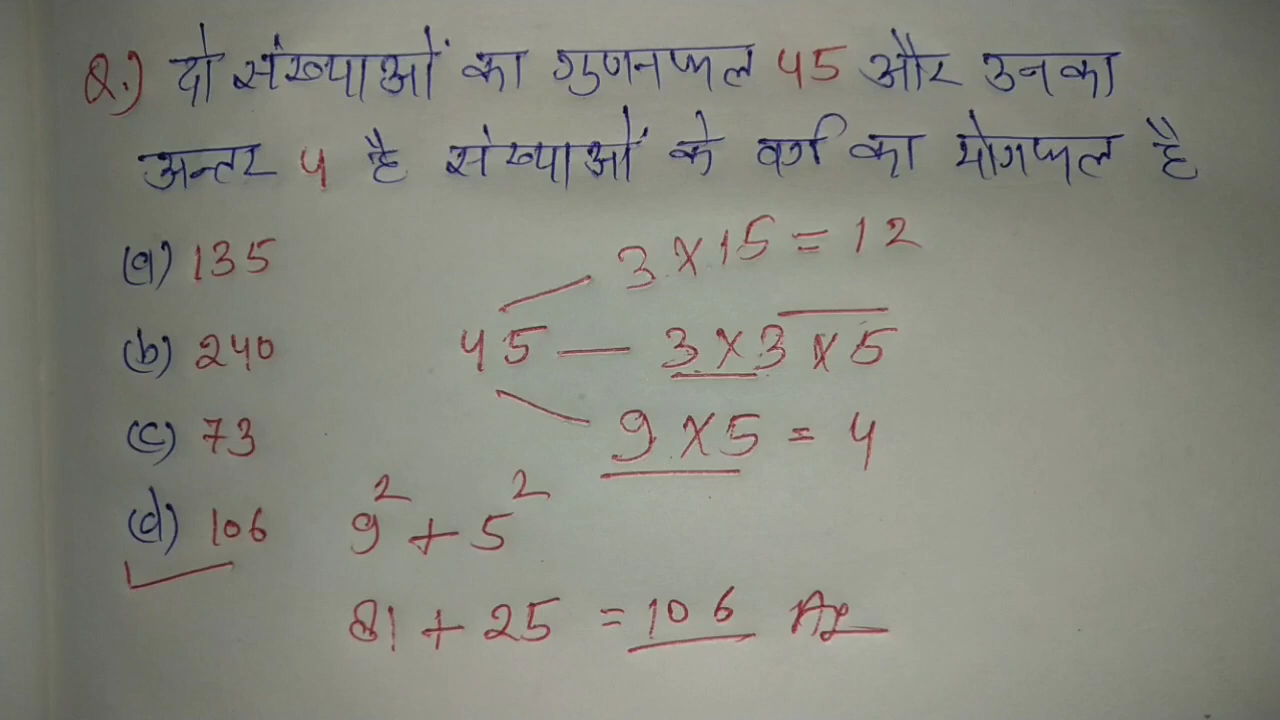 Q.) दो संख्याओं का गुणनफल 45 और उनका
अन्तर 4 है संख्याओं के वर्ग का योगफल है
(a) 135
3 × 15 = 12
(b) 240
45 — 3 × 3 × 5
(c) 73
9 × 5 = 4
(d) 106
9² + 5²
81 + 25 = 106 Ans